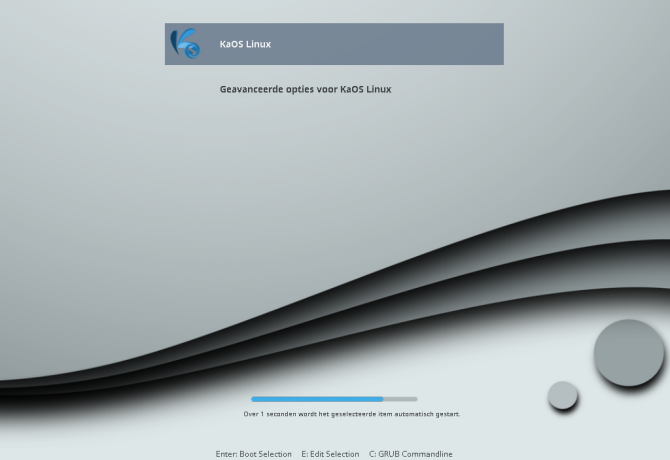 KaOS Linux
Geavanceerde opties voor KaOS Linux
Over 1 seconden wordt het geselecteerde item automatisch gestart.
Enter: Boot Selection E: Edit Selection C: GRUB Commandline